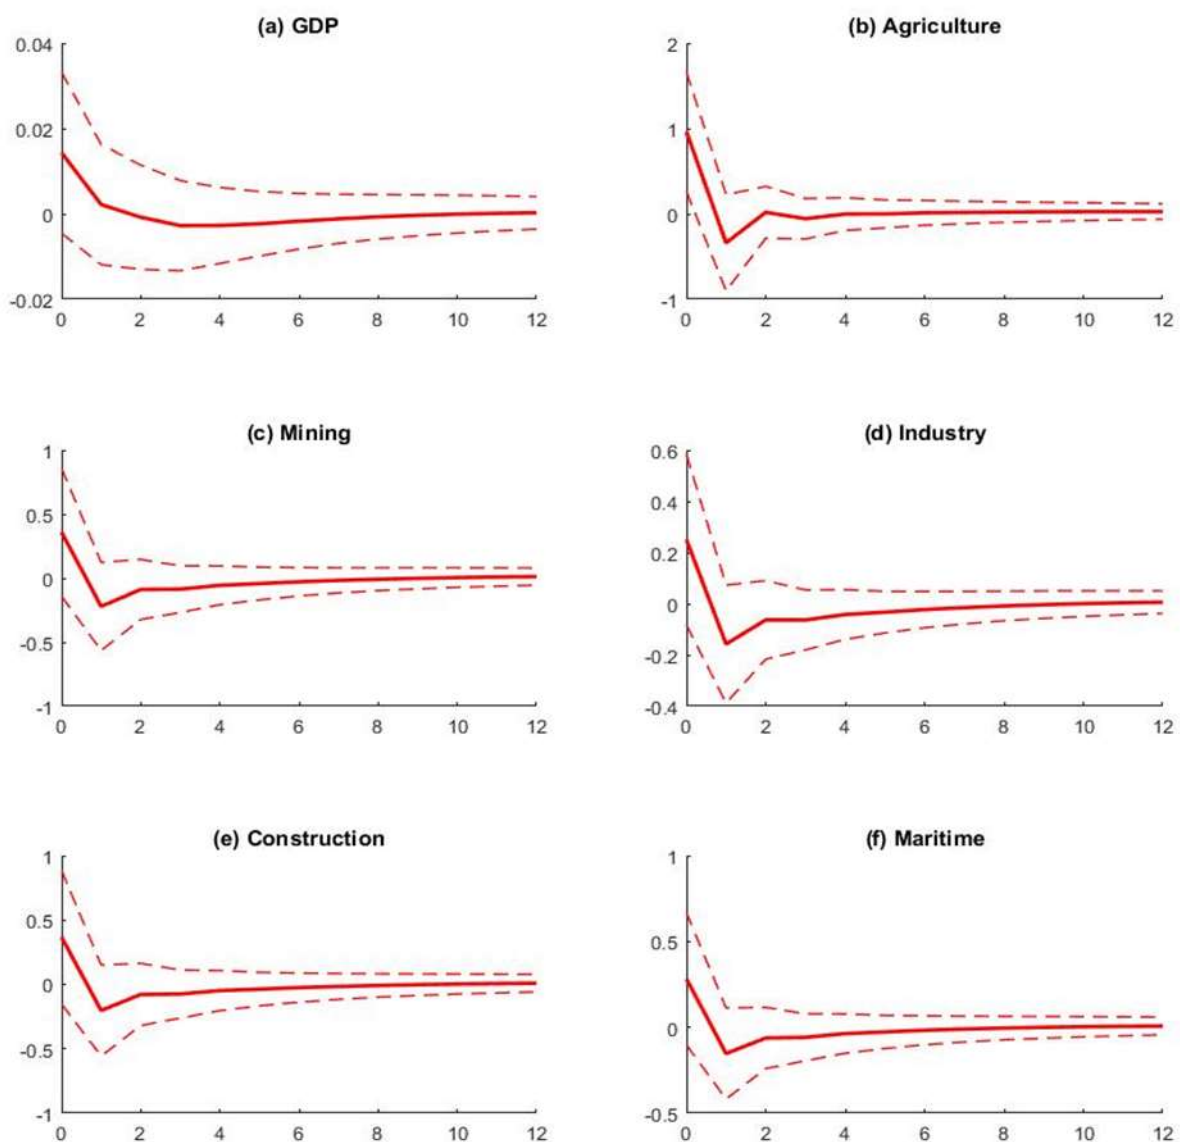 (a) GDP
0.04
0.02
0
-0.02
0 2 4 6 8 10 12
(b) Agriculture
2
1
0
-1
0 2 4 6 8 10 12
(c) Mining
1
0.5
0
-0.5
-1
0 2 4 6 8 10 12
(d) Industry
0.6
0.4
0.2
0
-0.2
-0.4
0 2 4 6 8 10 12
(e) Construction
1
0.5
0
-0.5
-1
0 2 4 6 8 10 12
(f) Maritime
1
0.5
0
-0.5
0 2 4 6 8 10 12